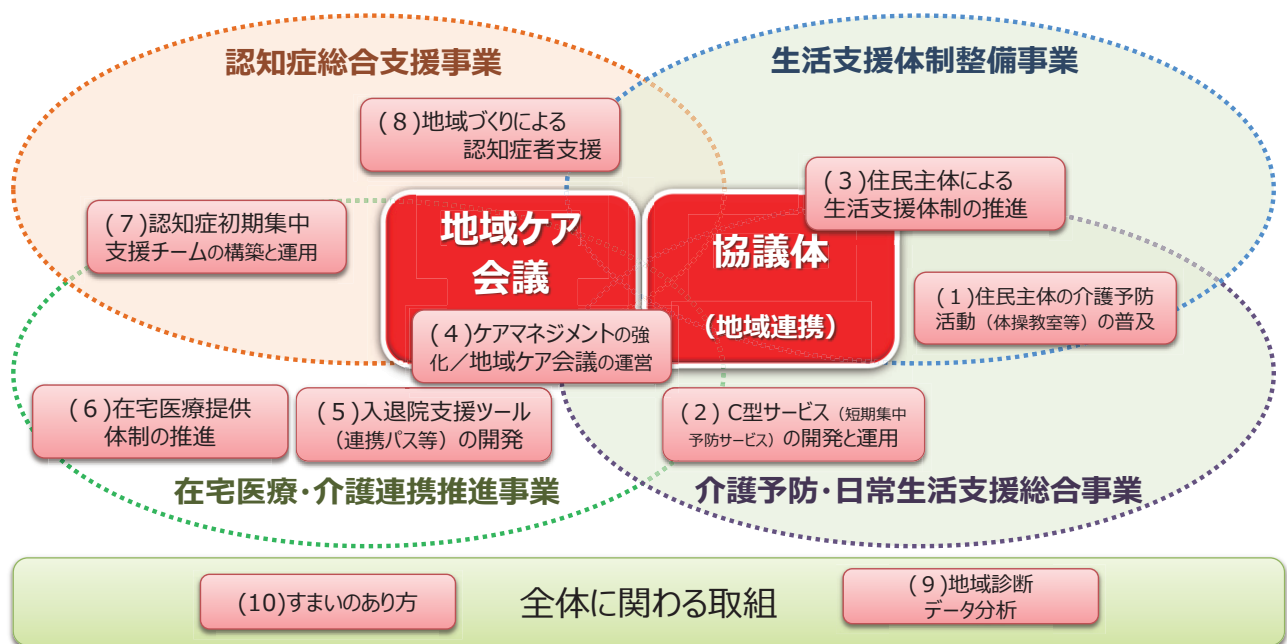 認知症総合支援事業
生活支援体制整備事業
(8)地域づくりによる
認知症者支援
(3)住民主体による
生活支援体制の推進
(7)認知症初期集中
支援チームの構築と運用
地域ケア
会議
協議体
(地域連携)
(1)住民主体の介護予防
活動(体操教室等)の普及
(4)ケアマネジメントの強
化/地域ケア会議の運営
(6)在宅医療提供
体制の推進
(5)入退院支援ツール
(連携パス等)の開発
(2)C型サービス(短期集中
予防サービス)の開発と運用
在宅医療・介護連携推進事業
介護予防・日常生活支援総合事業
(10)すまいのあり方
全体に関わる取組
(9)地域診断
データ分析